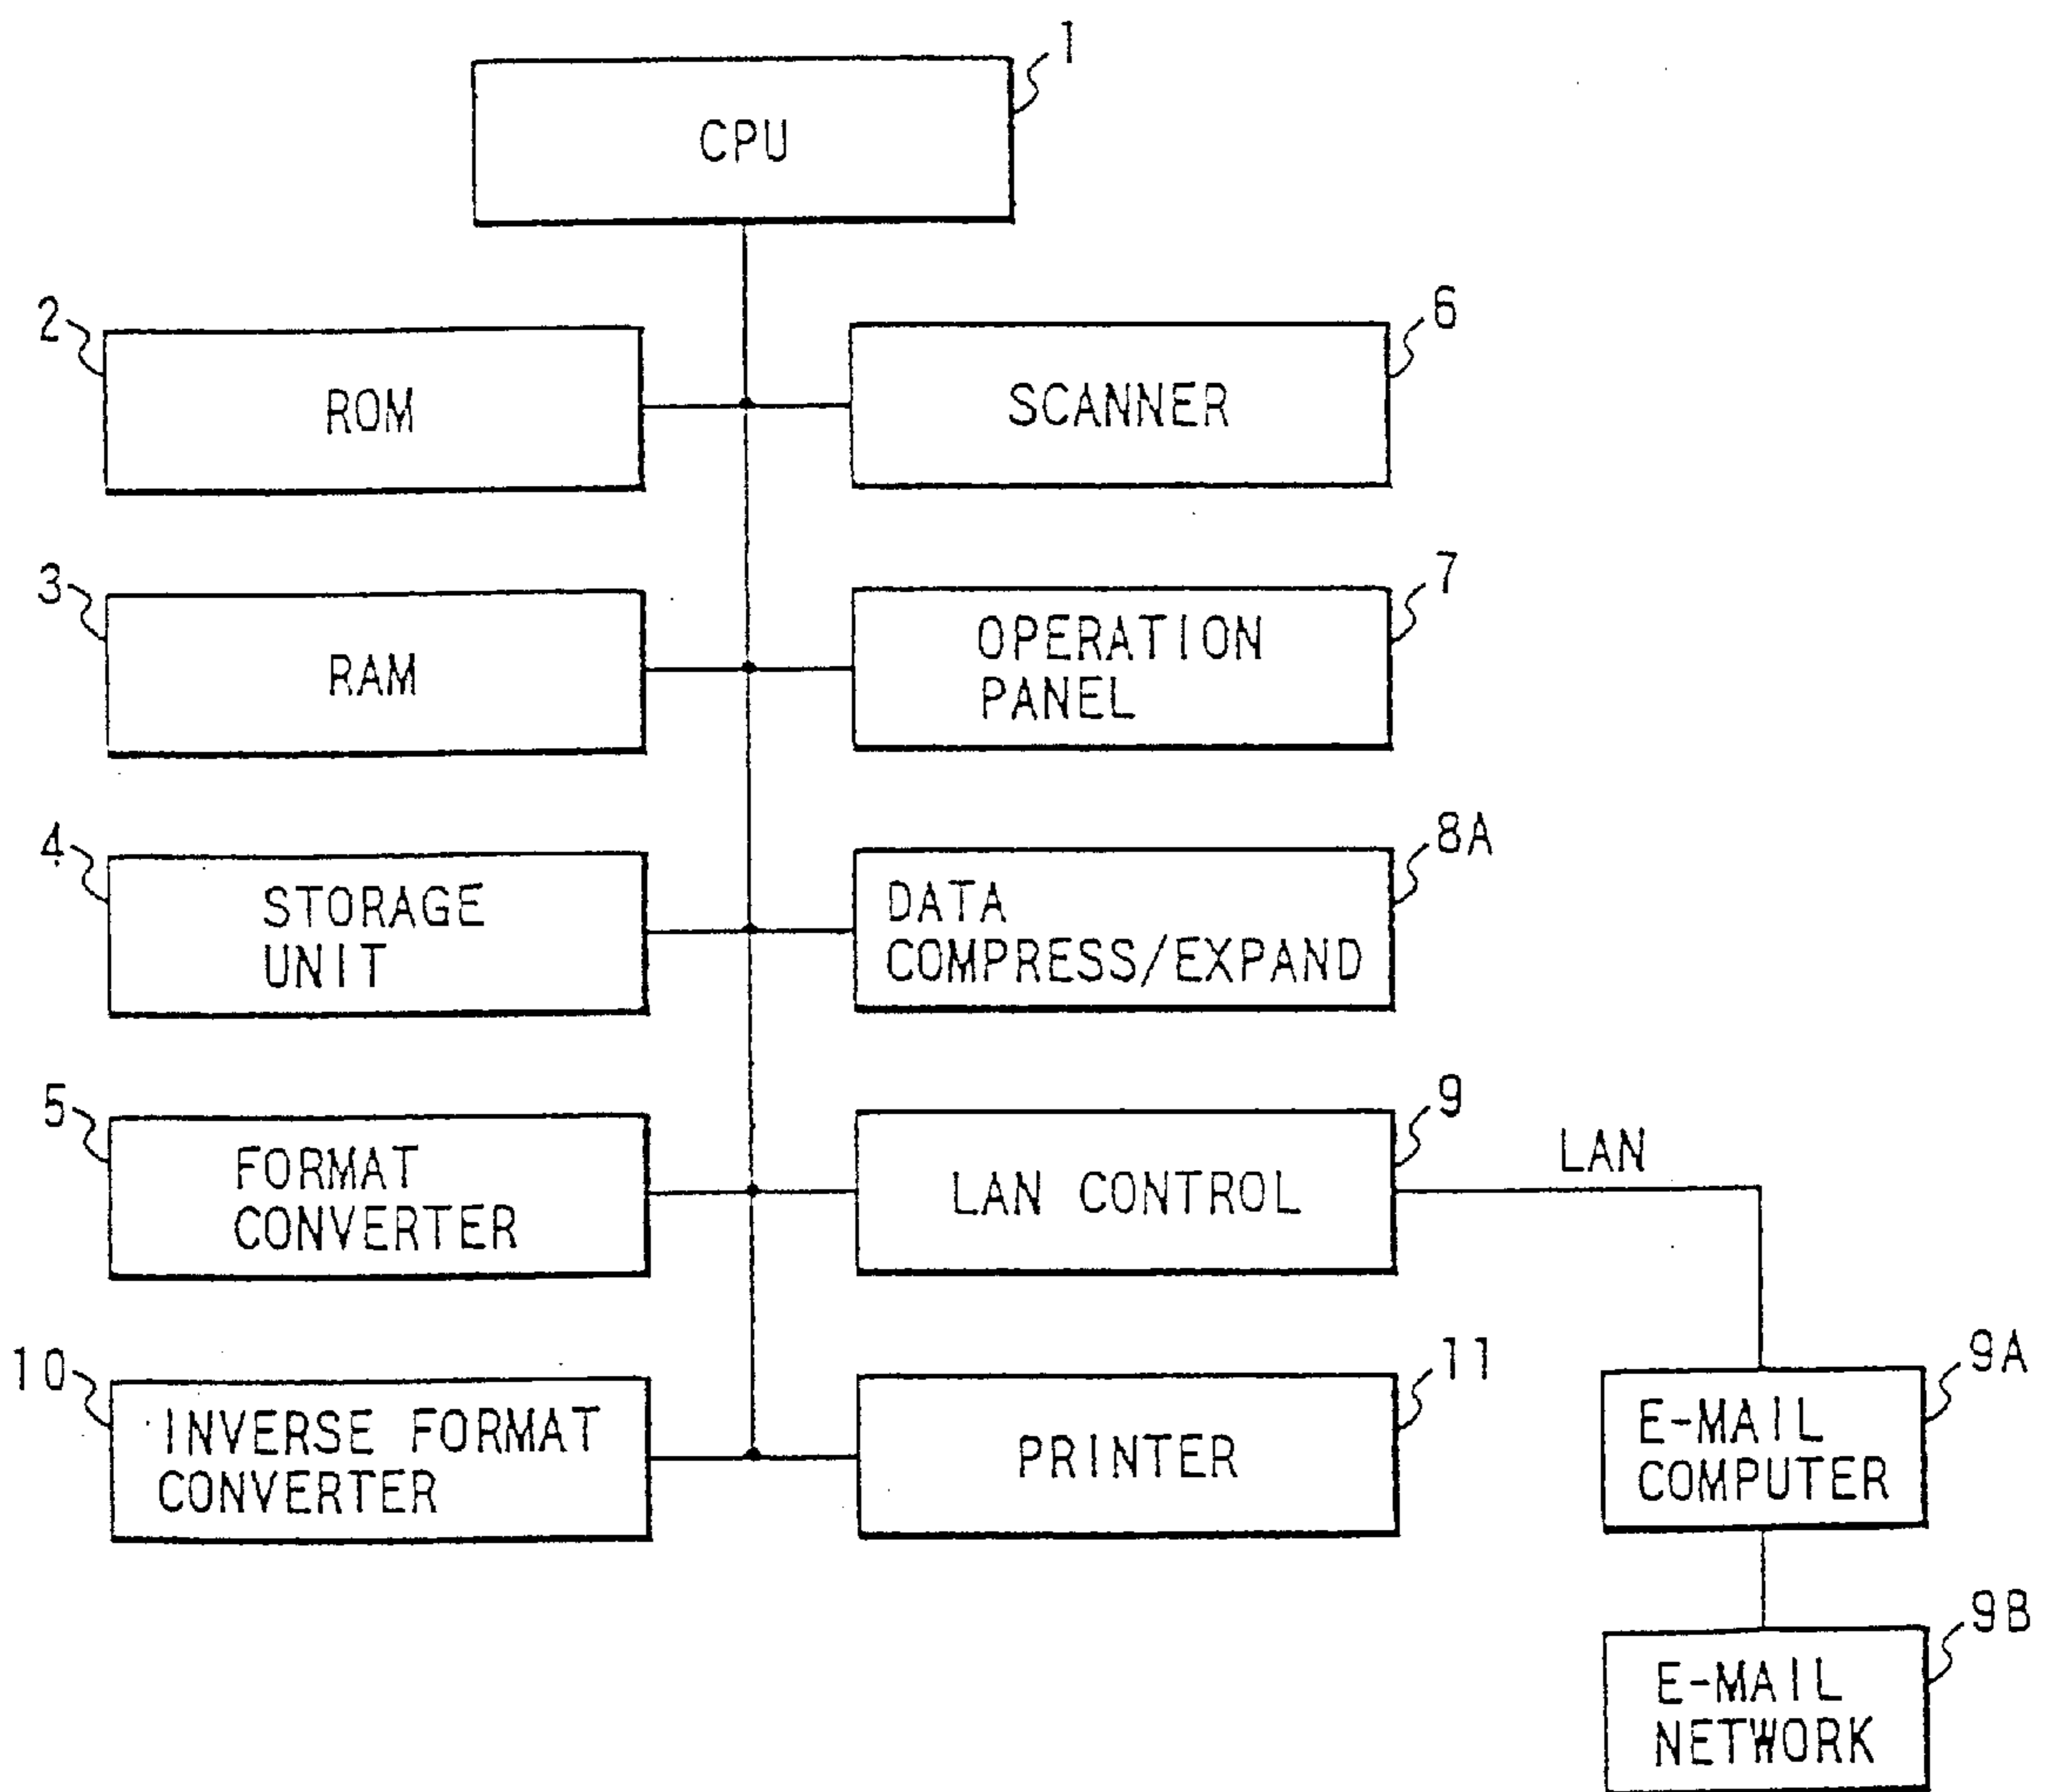 1
CPU
2
ROM
6
SCANNER
3
RAM
7
OPERATION
PANEL
4
STORAGE
UNIT
8A
DATA
COMPRESS/EXPAND
5
FORMAT
CONVERTER
9
LAN CONTROL
LAN
10
INVERSE FORMAT
CONVERTER
11
PRINTER
9A
E-MAIL
COMPUTER
9B
E-MAIL
NETWORK